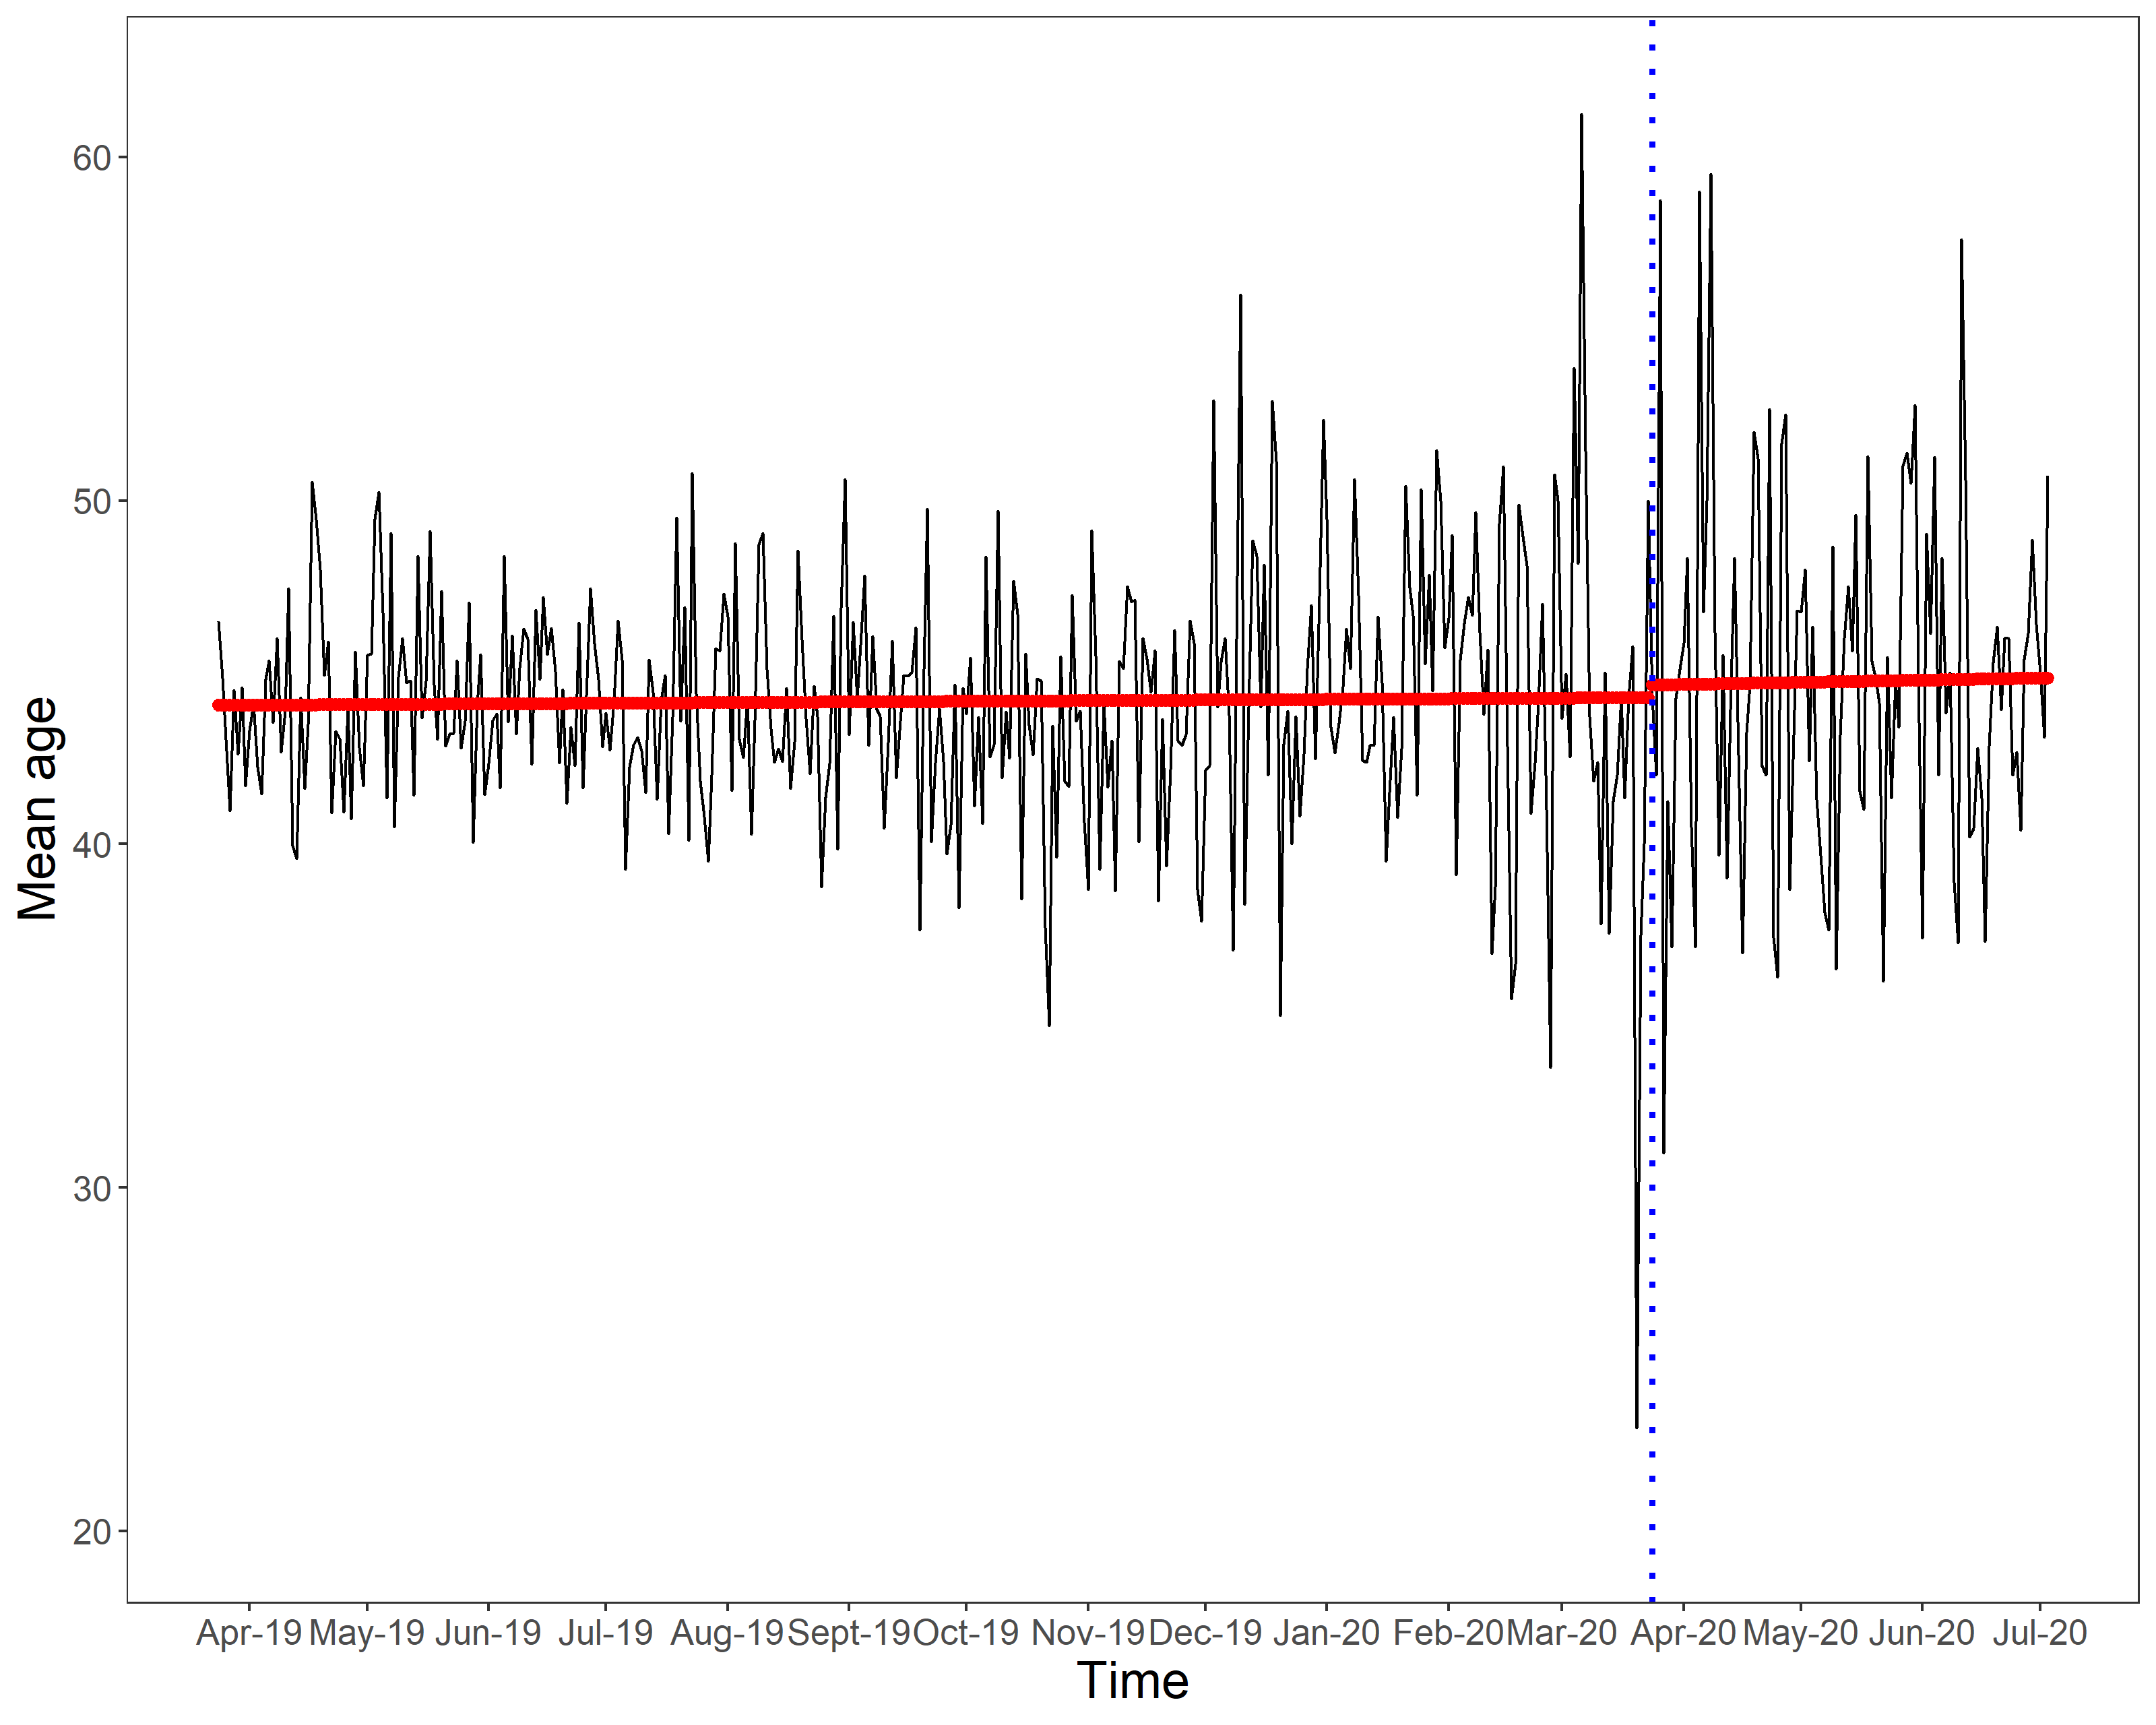 Mean age
60
50
40
30
20
Apr-19 May-19 Jun-19 Jul-19 Aug-19 Sept-19 Oct-19 Nov-19 Dec-19 Jan-20 Feb-20 Mar-20 Apr-20 May-20 Jun-20 Jul-20
Time